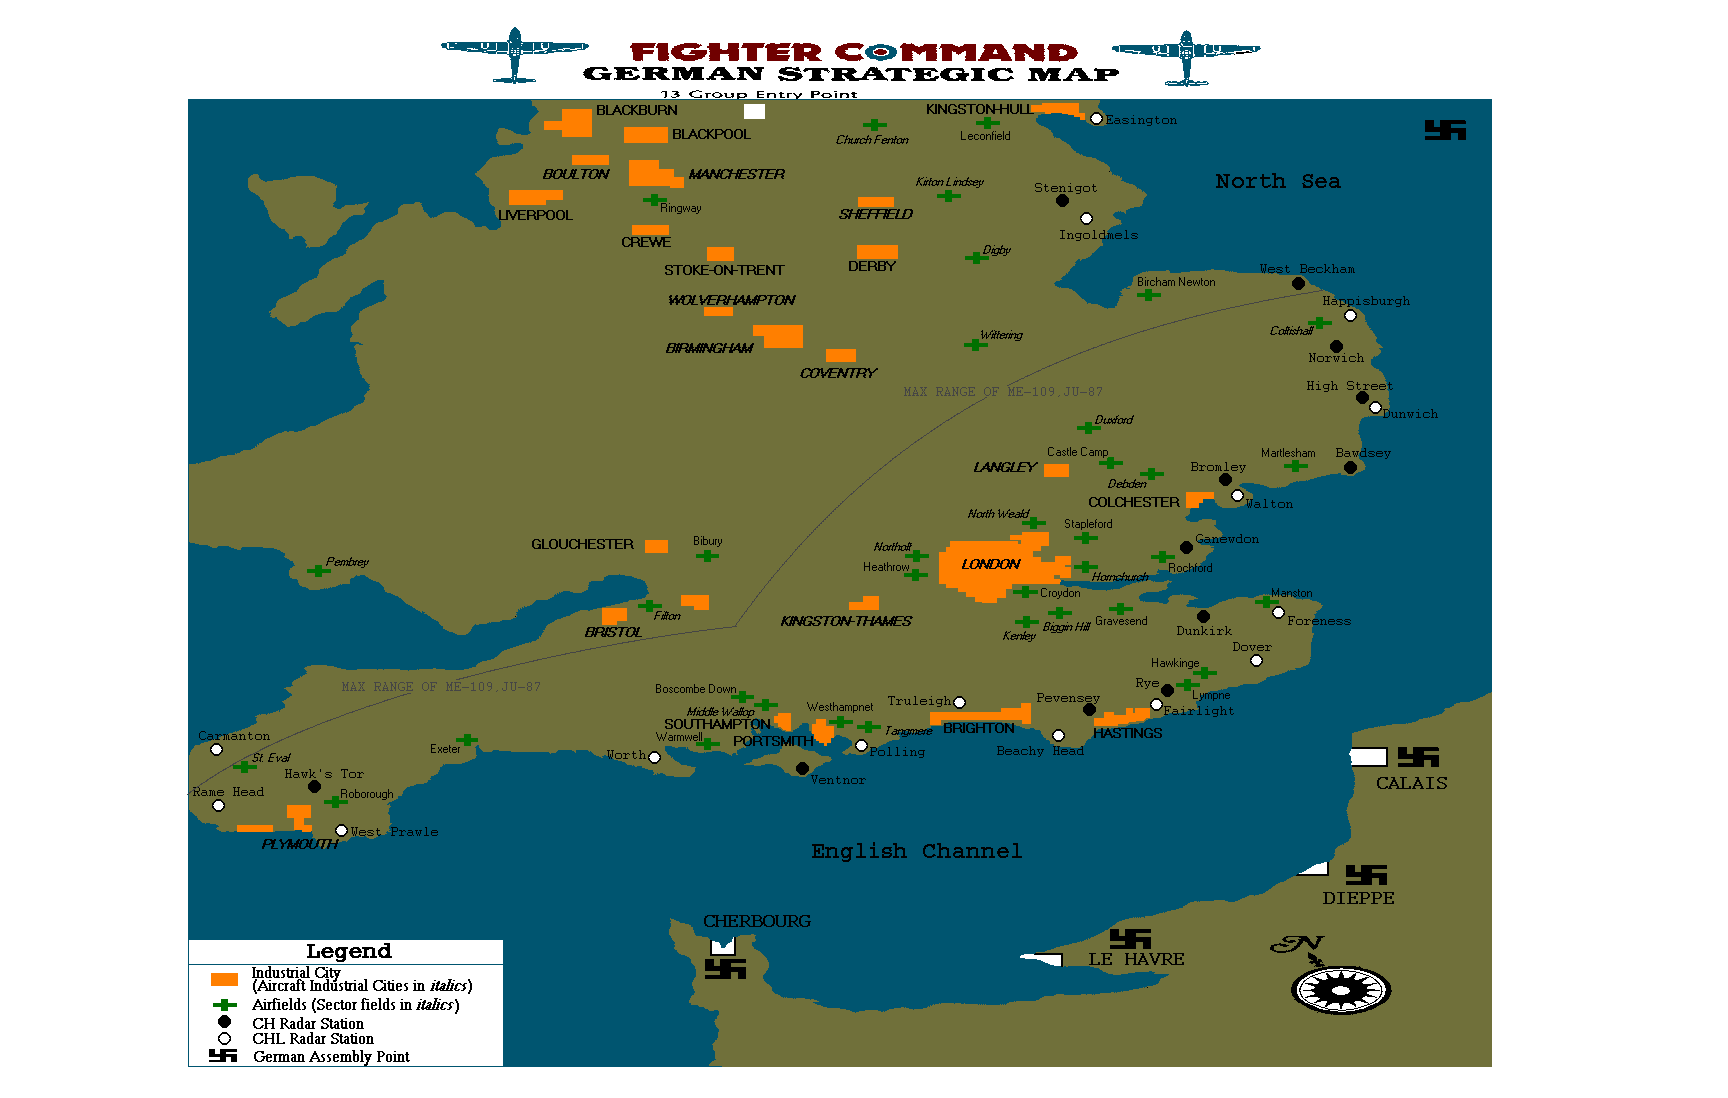 FIGHTER COMMAND
GERMAN STRATEGIC MAP
13 Group Entry Point
BLACKBURN
KINGSTON-HULL
Easington
BLACKPOOL
Church Fenton
Leconfield
BOULTON
MANCHESTER
Kirton Lindsey
Stenigot
North Sea
LIVERPOOL
Ringway
SHEFFIELD
Ingoldmels
CREWE
STOKE-ON-TRENT
DERBY
Digby
West Beckham
Bircham Newton
WOLVERHAMPTON
Happisburgh
Coltishall
Wittering
BIRMINGHAM
Norwich
COVENTRY
High Street
MAX RANGE OF ME-109,JU-87
Dunwich
Duxford
Castle Camp
Martlesham
Bawdsey
LANGLEY
Bromley
Debden
COLCHESTER
Walton
North Weald
Stapleford
GLOUCHESTER
Bibury
Northolt
Canewdon
Pembrey
Heathrow
LONDON
Hornchurch
Rochford
Croydon
Manston
Filton
BRISTOL
KINGSTON-THAMES
Kenley
Biggin Hill
Gravesend
Dunkirk
Foreness
Dover
Hawkinge
MAX RANGE OF ME-109,JU-87
Boscombe Down
Rye
Lympne
Truleigh
Pevensey
Middle Wallop
Westhampnet
Fairlight
SOUTHAMPTON
Tangmere
BRIGHTON
HASTINGS
Carmanton
Warmwell
PORTSMITH
Exeter
Worth
Polling
Beachy Head
St. Eval
Hawk's Tor
Ventnor
CALAIS
Rame Head
Roborough
West Prawle
PLYMOUTH
English Channel
DIEPPE
CHERBOURG
LE HAVRE
N
Legend
Industrial City
(Aircraft Industrial Cities in italics)
Airfields (Sector fields in italics)
CH Radar Station
CHL Radar Station
German Assembly Point